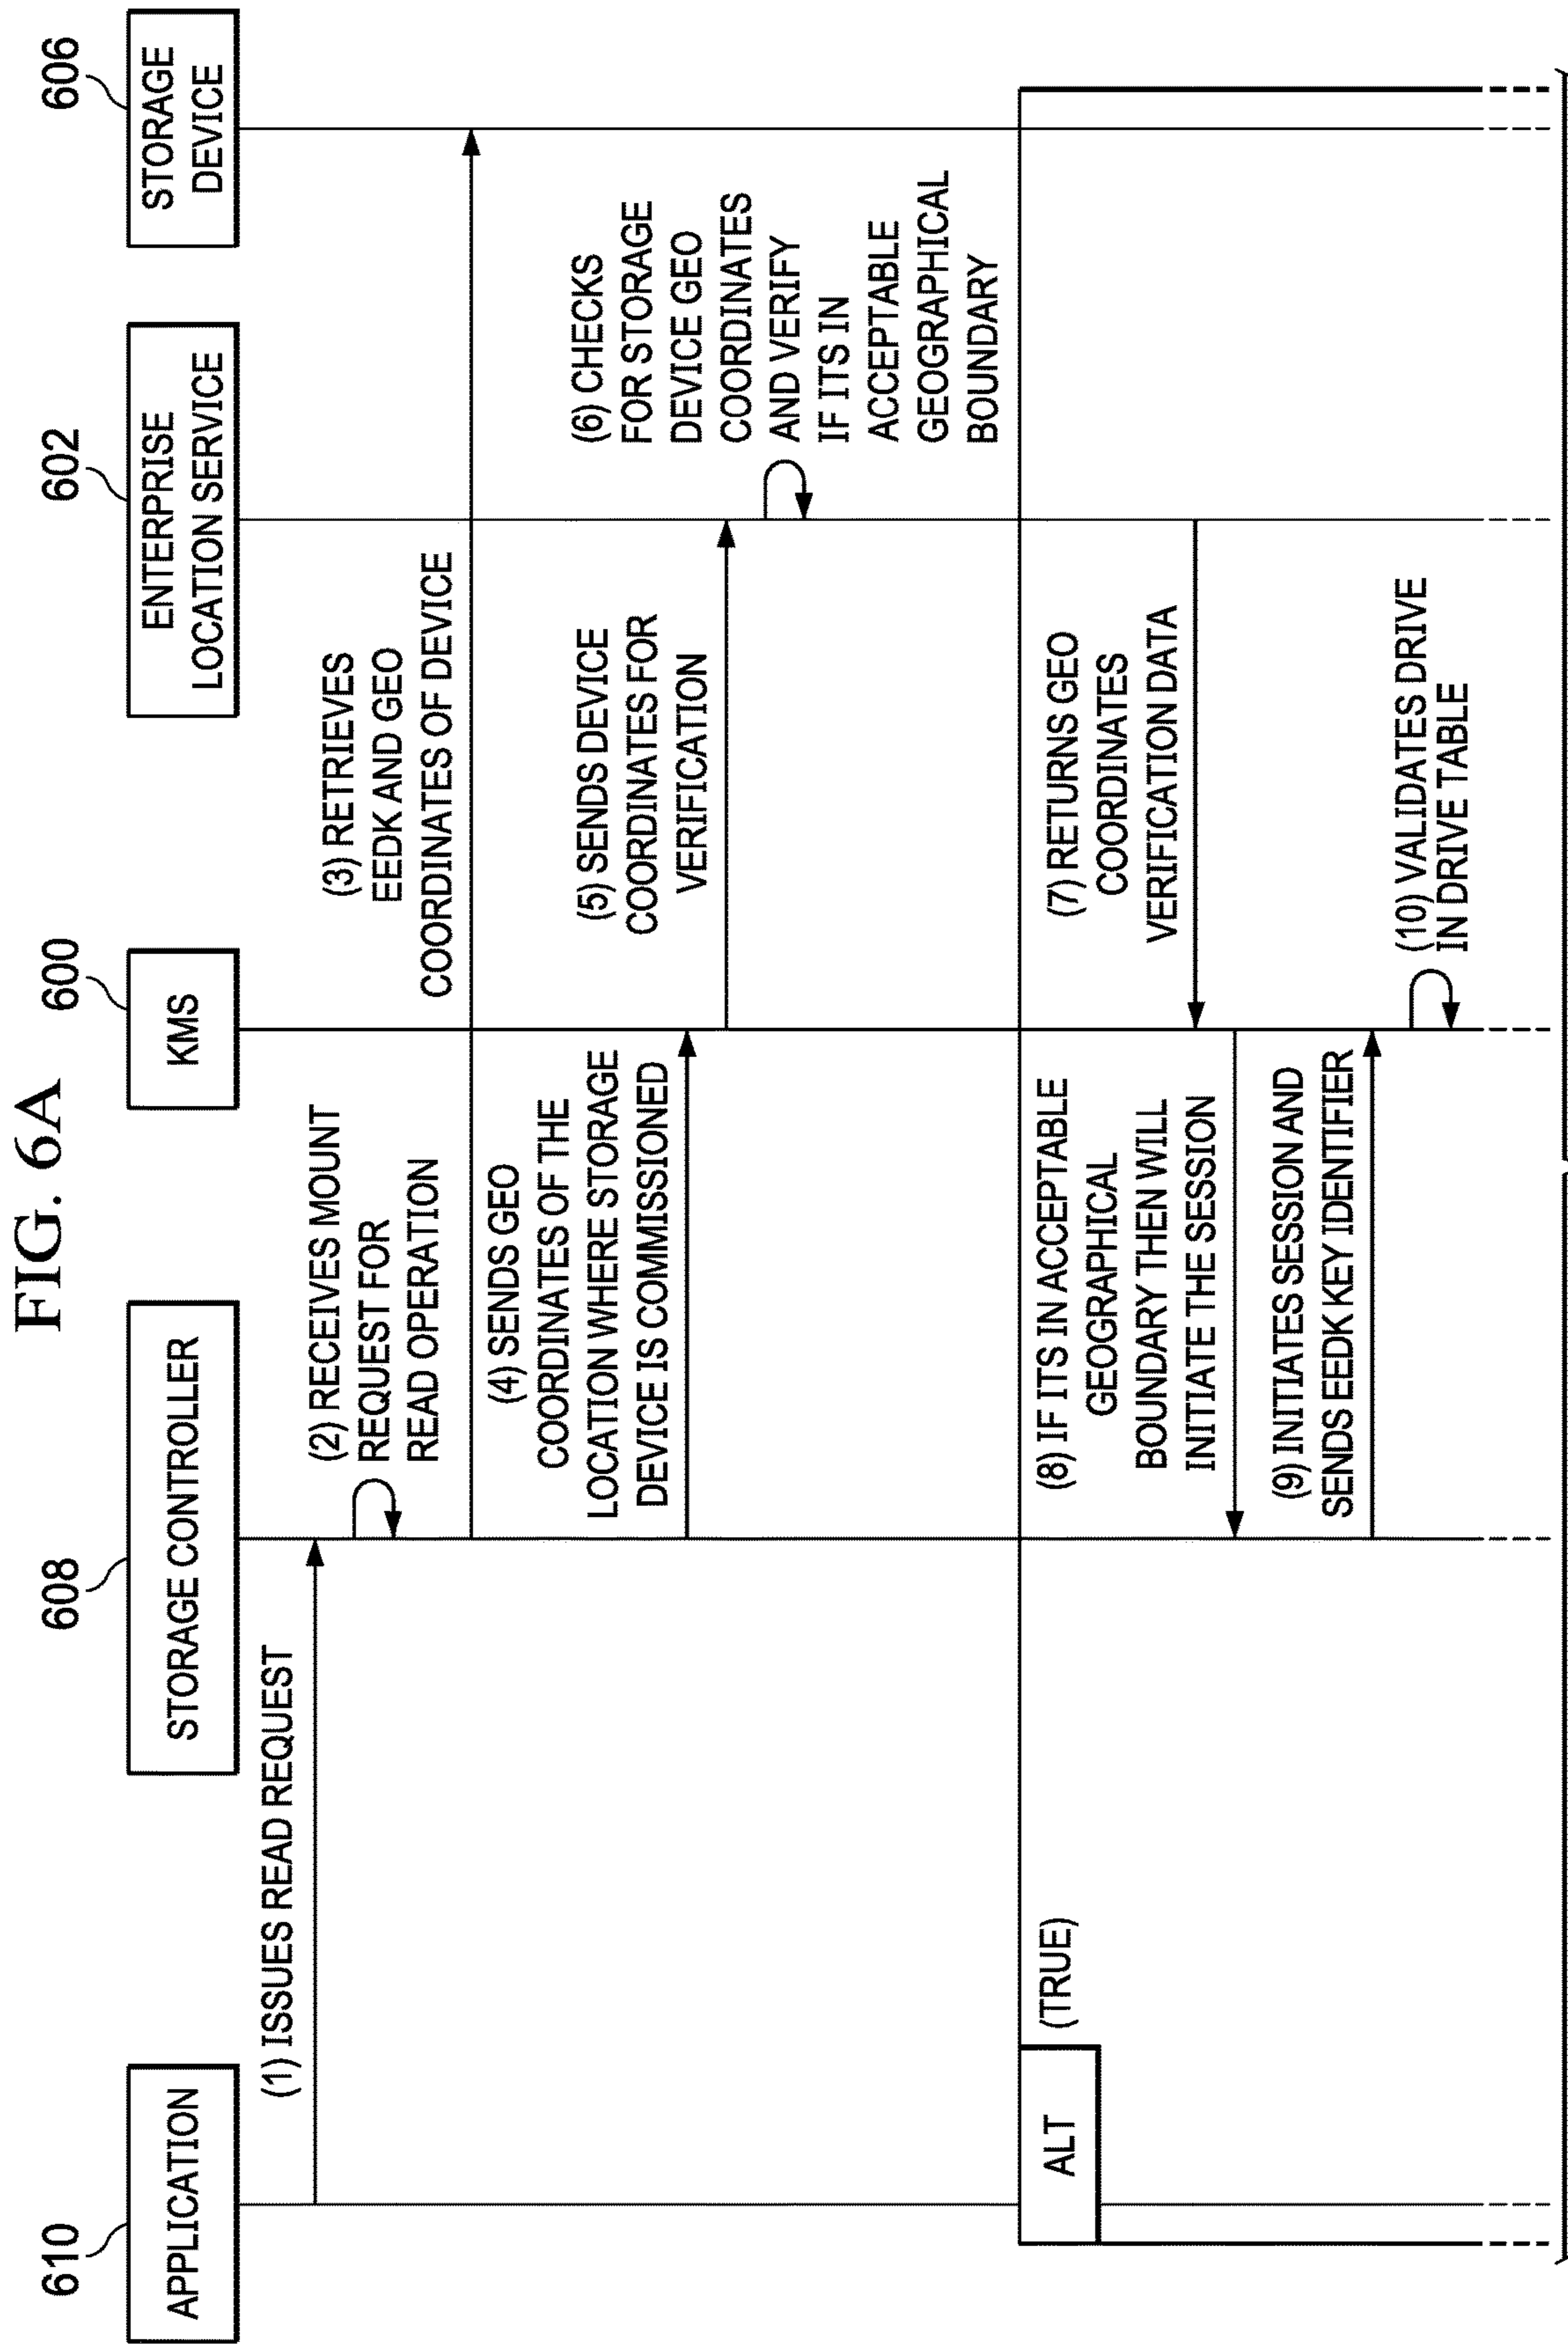 FIG. 6A
610
608
600
602
606
APPLICATION
STORAGE CONTROLLER
KMS
ENTERPRISE
LOCATION SERVICE
STORAGE
DEVICE
(1) ISSUES READ REQUEST
(2) RECEIVES MOUNT
REQUEST FOR
READ OPERATION
(3) RETRIEVES
EEDK AND GEO
COORDINATES OF DEVICE
(4) SENDS GEO
COORDINATES OF THE
LOCATION WHERE STORAGE
DEVICE IS COMMISSIONED
(5) SENDS DEVICE
COORDINATES FOR
VERIFICATION
(6) CHECKS
FOR STORAGE
DEVICE GEO
COORDINATES
AND VERIFY
IF ITS IN
ACCEPTABLE
GEOGRAPHICAL
BOUNDARY
ALT
(TRUE)
(7) RETURNS GEO
COORDINATES
VERIFICATION DATA
(8) IF ITS IN ACCEPTABLE
GEOGRAPHICAL
BOUNDARY THEN WILL
INITIATE THE SESSION
(9) INITIATES SESSION AND
SENDS EEDK KEY IDENTIFIER
(10) VALIDATES DRIVE
IN DRIVE TABLE